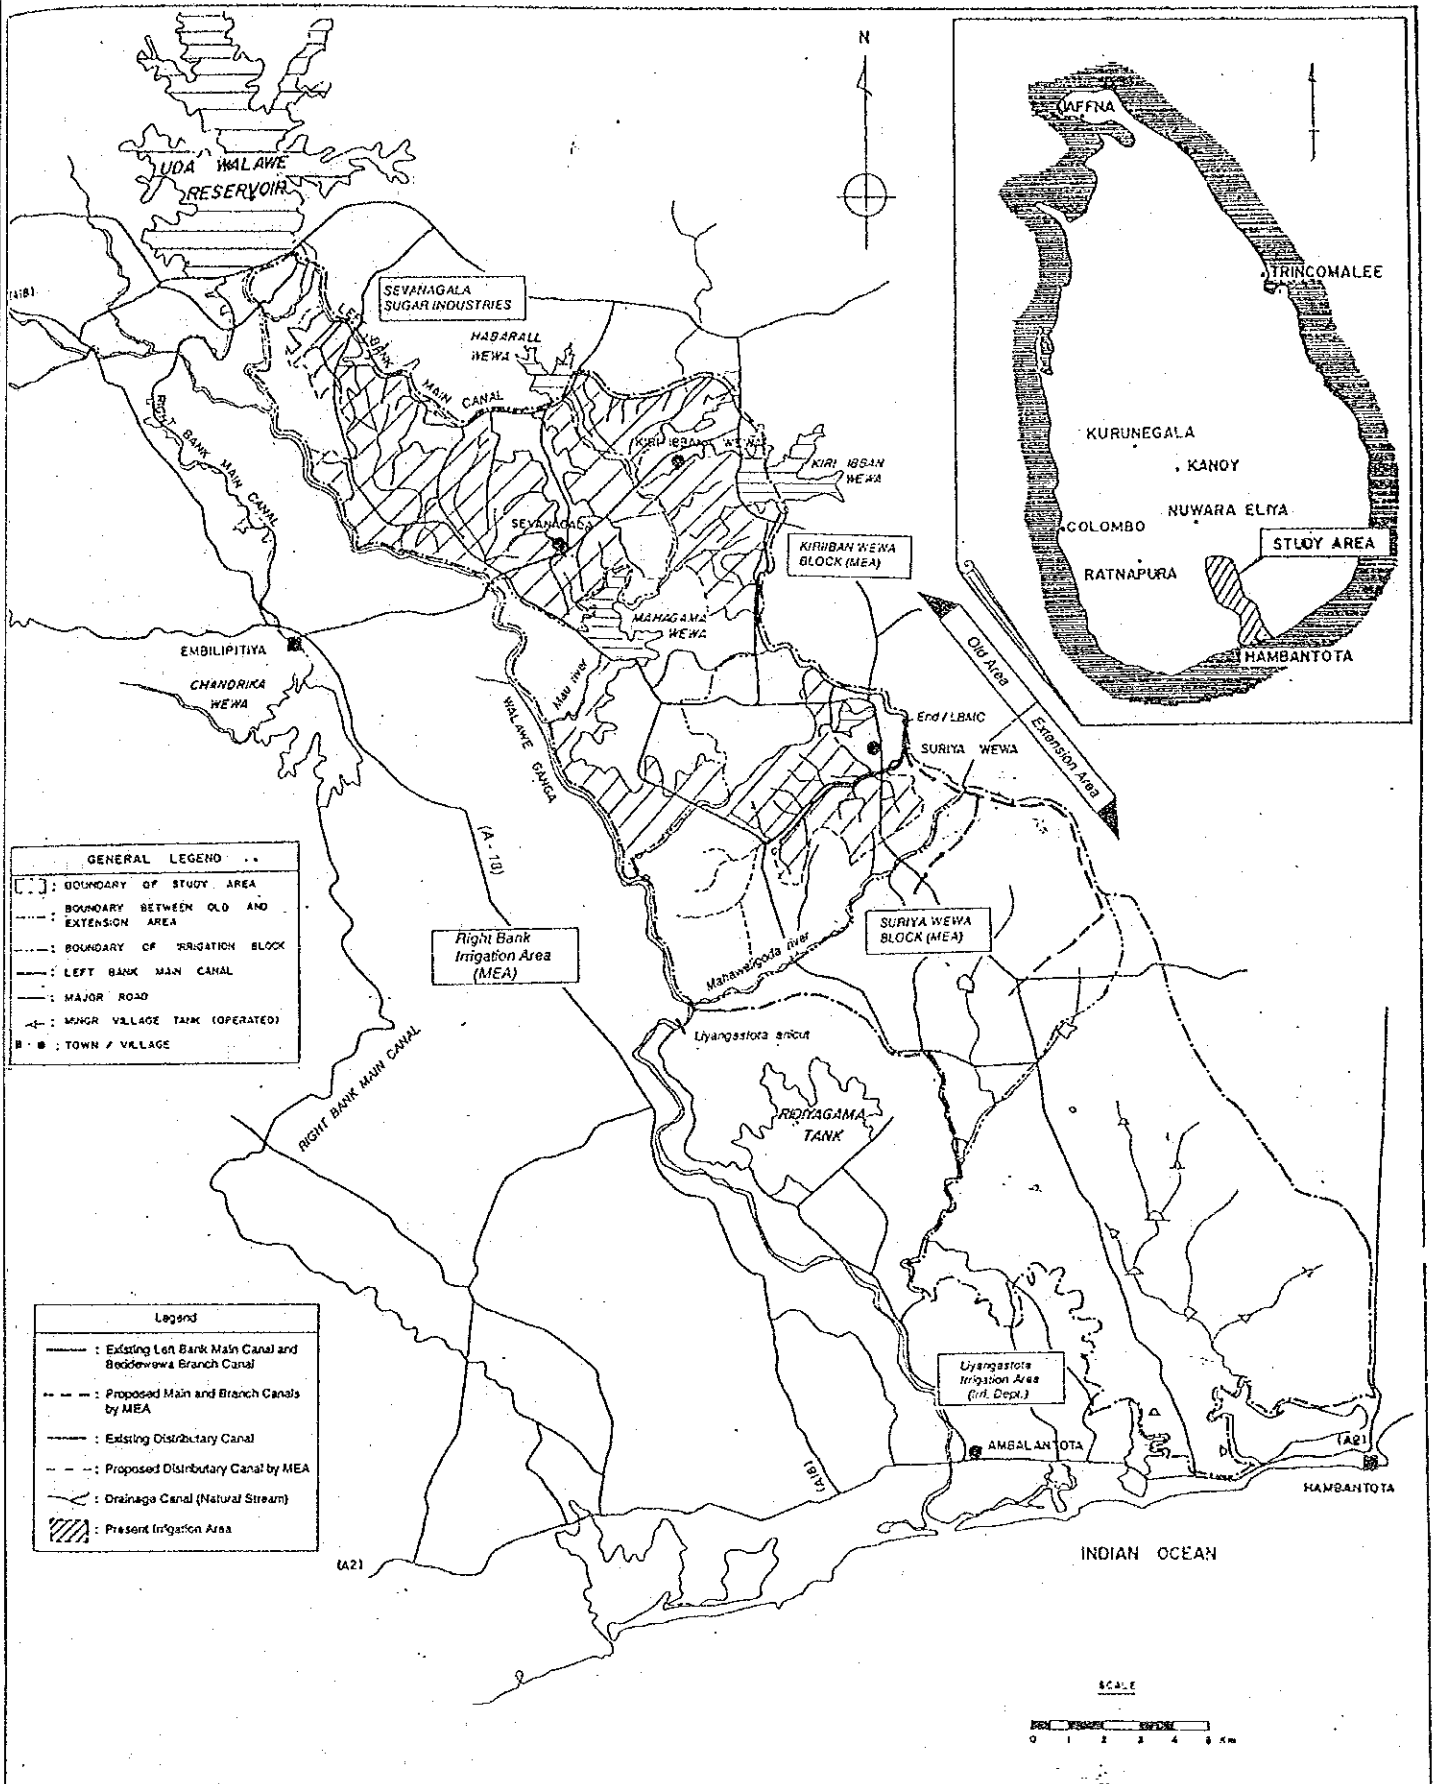 N
JAFFNA
TRINCOMALEE
KURUNEGALA
KANDY
NUWARA ELIYA
COLOMBO
STUDY AREA
RATNAPURA
HAMBANTOTA
UDA WALAWE
RESERVOIR
(A18)
SEVANAGALA
SUGAR INDUSTRIES
LEFT BANK MAIN CANAL
HABARALL
WEWA
RIGHT BANK MAIN CANAL
KIRI IBBANA WEWA
KIRI IBBAN
WEWA
SEVANAGALA
KIRIIBAN WEWA
BLOCK (MEA)
MAHAGAMA
WEWA
EMBILIPITIYA
CHANDRIKA
WEWA
Mau river
WALAWE GANGA
Old Area
Extension Area
End / LBMC
SURIYA WEWA
(A-18)
GENERAL LEGEND
: BOUNDARY OF STUDY AREA
: BOUNDARY BETWEEN OLD AND
EXTENSION AREA
: BOUNDARY OF IRRIGATION BLOCK
: LEFT BANK MAIN CANAL
: MAJOR ROAD
: MINOR VILLAGE TANK (OPERATED)
: TOWN / VILLAGE
Right Bank
Irrigation Area
(MEA)
SURIYA WEWA
BLOCK (MEA)
Mahaweligoda river
Liyangastota anicut
RIGHT BANK MAIN CANAL
RIDIYAGAMA
TANK
Legend
: Existing Left Bank Main Canal and
Beddewewa Branch Canal
: Proposed Main and Branch Canals
by MEA
: Existing Distributary Canal
: Proposed Distributary Canal by MEA
: Drainage Canal (Natural Stream)
: Present Irrigation Area
Liyangastota
Irrigation Area
(Irri. Dept.)
AMBALANTOTA
(A18)
(A2)
HAMBANTOTA
(A2)
INDIAN OCEAN
SCALE
0 1 2 3 4 5 Km